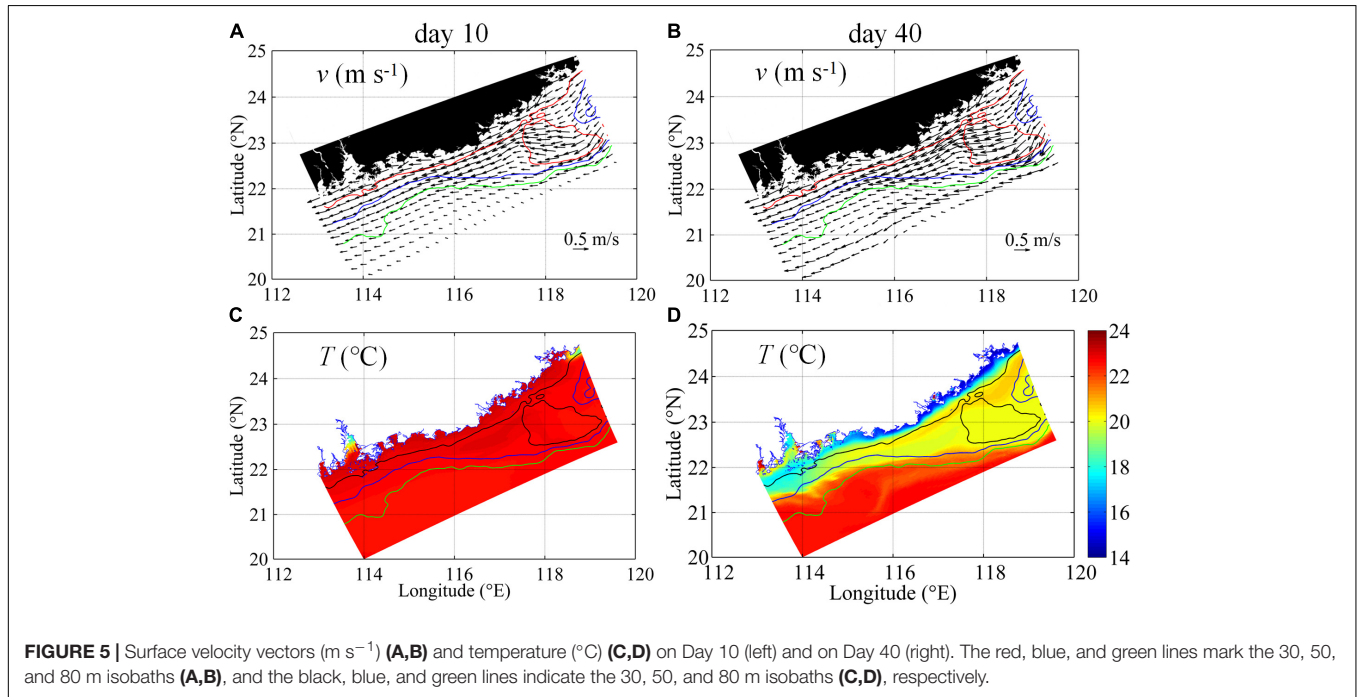 A day 10
B day 40
25
v (m s-1)
24
23
22
21
20
Latitude (°N)
0.5 m/s
112 114 116 118 120
25
v (m s-1)
24
23
22
21
20
Latitude (°N)
0.5 m/s
112 114 116 118 120
C
25
T (°C)
24
23
22
21
20
Latitude (°N)
112 114 116 118 120
Longitude (°E)
D
25
T (°C)
24
23
22
21
20
Latitude (°N)
112 114 116 118 120
Longitude (°E)
24
22
20
18
16
14
FIGURE 5 | Surface velocity vectors (m s−1) (A,B) and temperature (°C) (C,D) on Day 10 (left) and on Day 40 (right). The red, blue, and green lines mark the 30, 50,
and 80 m isobaths (A,B), and the black, blue, and green lines indicate the 30, 50, and 80 m isobaths (C,D), respectively.